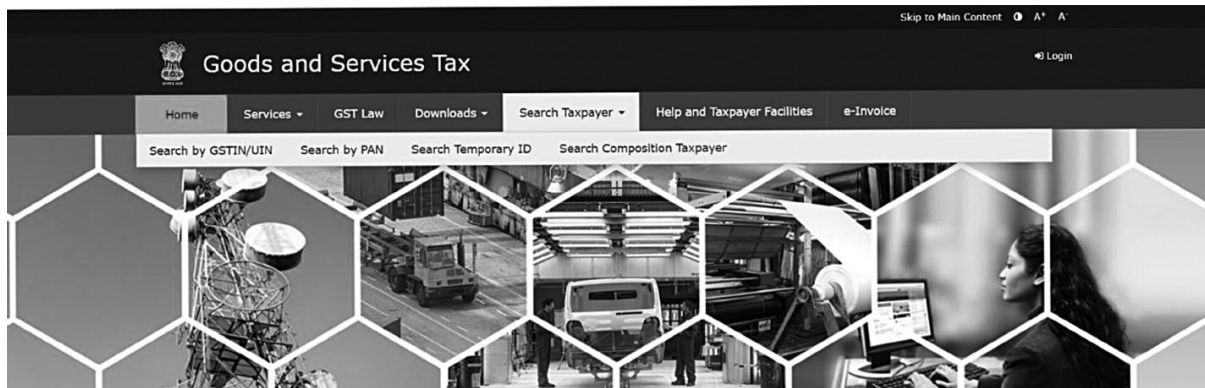 Skip to Main Content A+ A-
Goods and Services Tax
Login
Home Services GST Law Downloads Search Taxpayer Help and Taxpayer Facilities e-Invoice
Search by GSTIN/UIN Search by PAN Search Temporary ID Search Composition Taxpayer